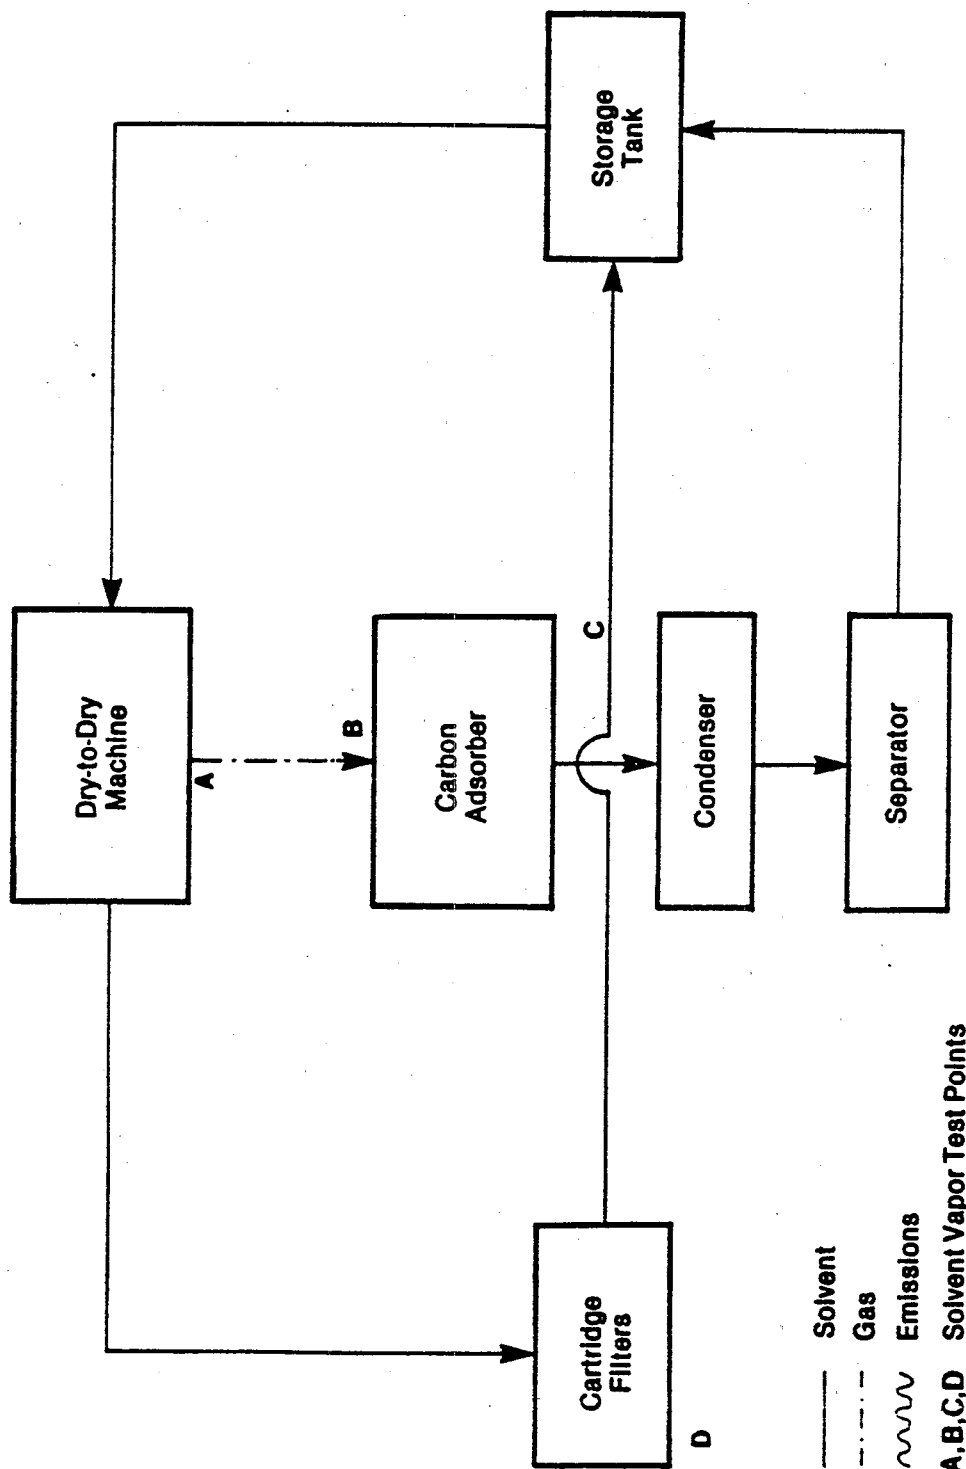 Dry-to-Dry
Machine
A
B
Carbon
Adsorber
C
Condenser
Separator
Storage
Tank
Cartridge
Filters
D
Solvent
Gas
Emissions
A,B,C,D Solvent Vapor Test Points